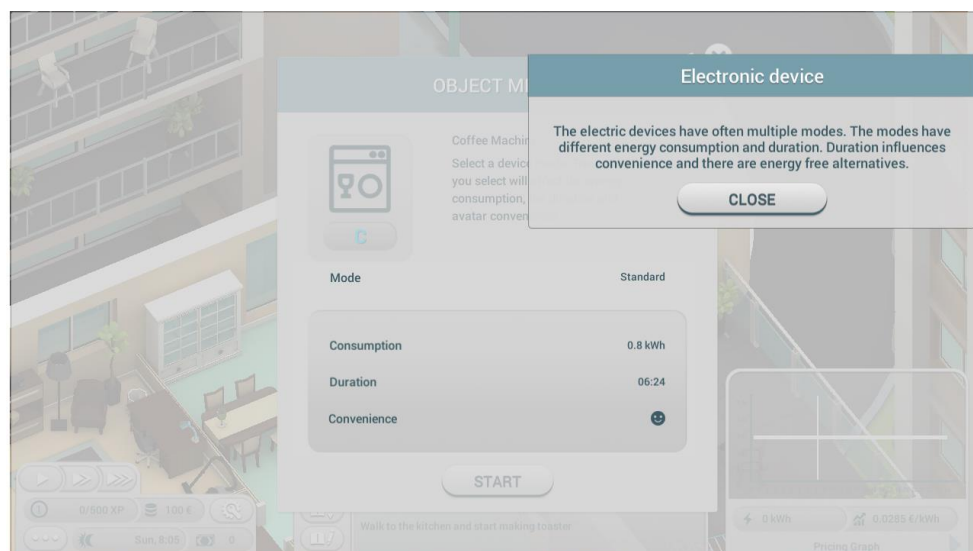 Electronic device
The electric devices have often multiple modes. The modes have
different energy consumption and duration. Duration influences
convenience and there are energy free alternatives.
CLOSE
OBJECT M
Coffee Machin
Select a device
you select will
consumption,
avatar conven
C
Mode Standard
Consumption 0.8 kWh
Duration 06:24
Convenience
START
1 0/500 XP 100 €
Sun, 8:05 0
Walk to the kitchen and start making toaster
0 kWh 0.0285 €/kWh
Pricing Graph